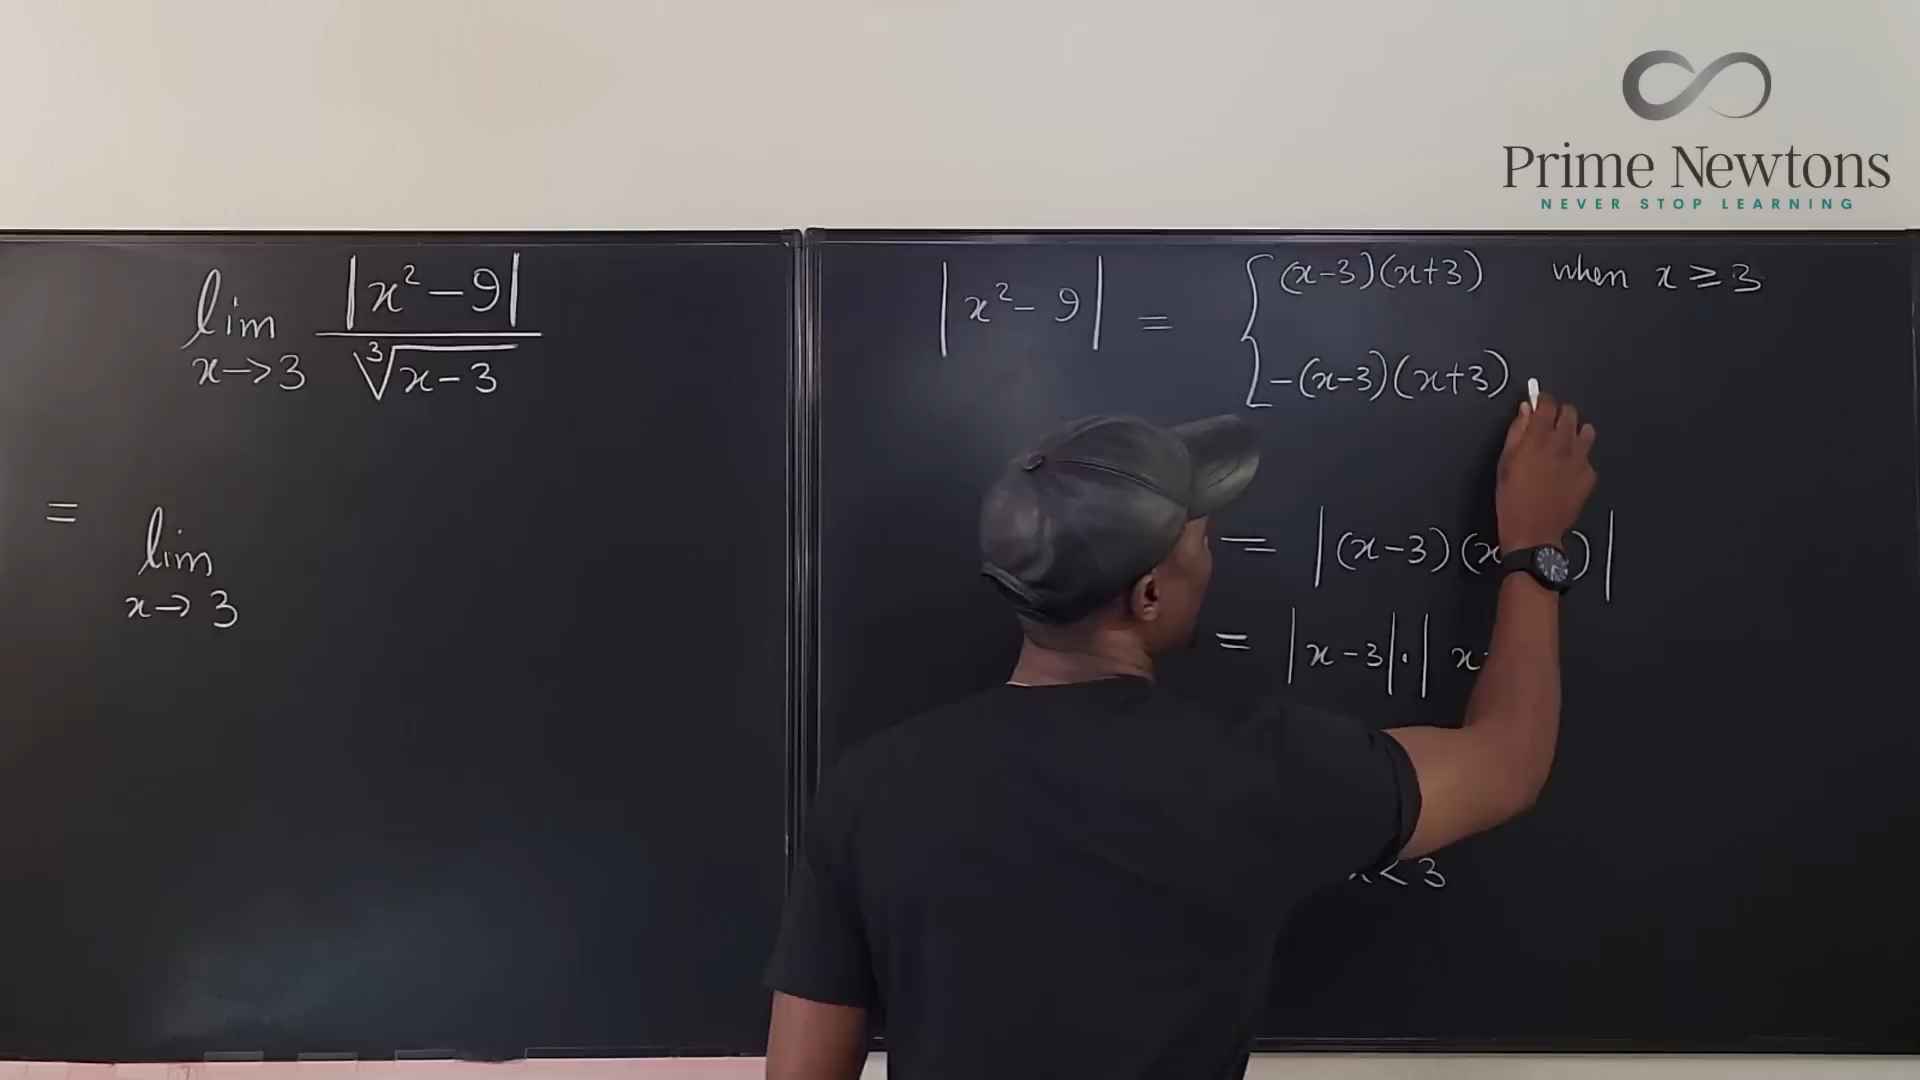 Prime Newtons
NEVER STOP LEARNING
lim x→3 |x² - 9| / ∛(x-3)
= lim x→3
|x² - 9| = { (x-3)(x+3) when x ≥ 3
-(x-3)(x+3)
= |(x-3)(x )|
= |x-3|·| x
x < 3